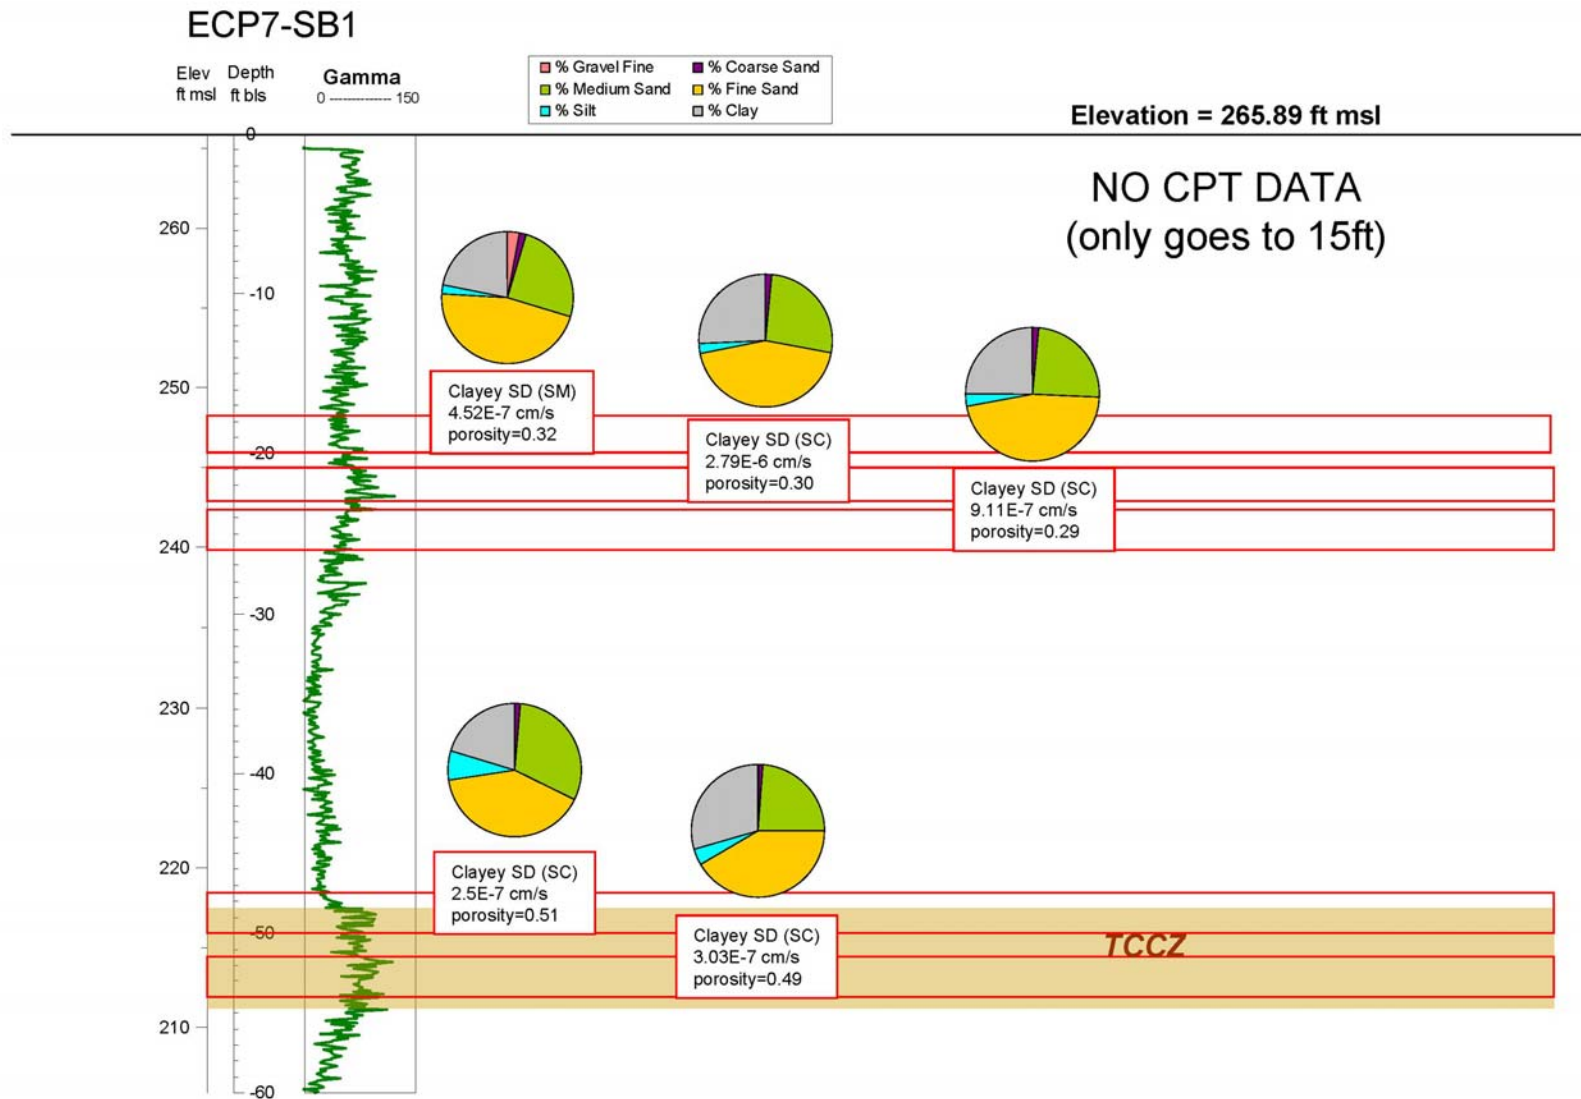 ECP7-SB1
Elev Depth Gamma
ft msl ft bls 0 --------------- 150
% Gravel Fine % Coarse Sand
% Medium Sand % Fine Sand
% Silt % Clay
Elevation = 265.89 ft msl
0
NO CPT DATA
(only goes to 15ft)
260
-10
250
Clayey SD (SM)
4.52E-7 cm/s
porosity=0.32
-20
Clayey SD (SC)
2.79E-6 cm/s
porosity=0.30
Clayey SD (SC)
9.11E-7 cm/s
porosity=0.29
240
-30
230
-40
220
Clayey SD (SC)
2.5E-7 cm/s
porosity=0.51
-50
Clayey SD (SC)
3.03E-7 cm/s
porosity=0.49
TCCZ
210
-60